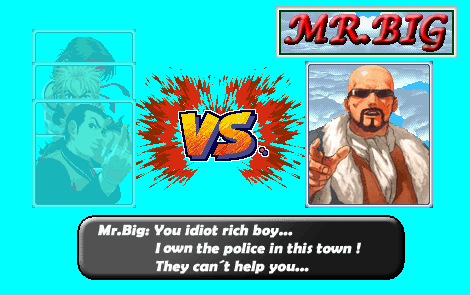 MR.BIG
VS.
Mr.Big: You idiot rich boy...
I own the police in this town !
They can´t help you...